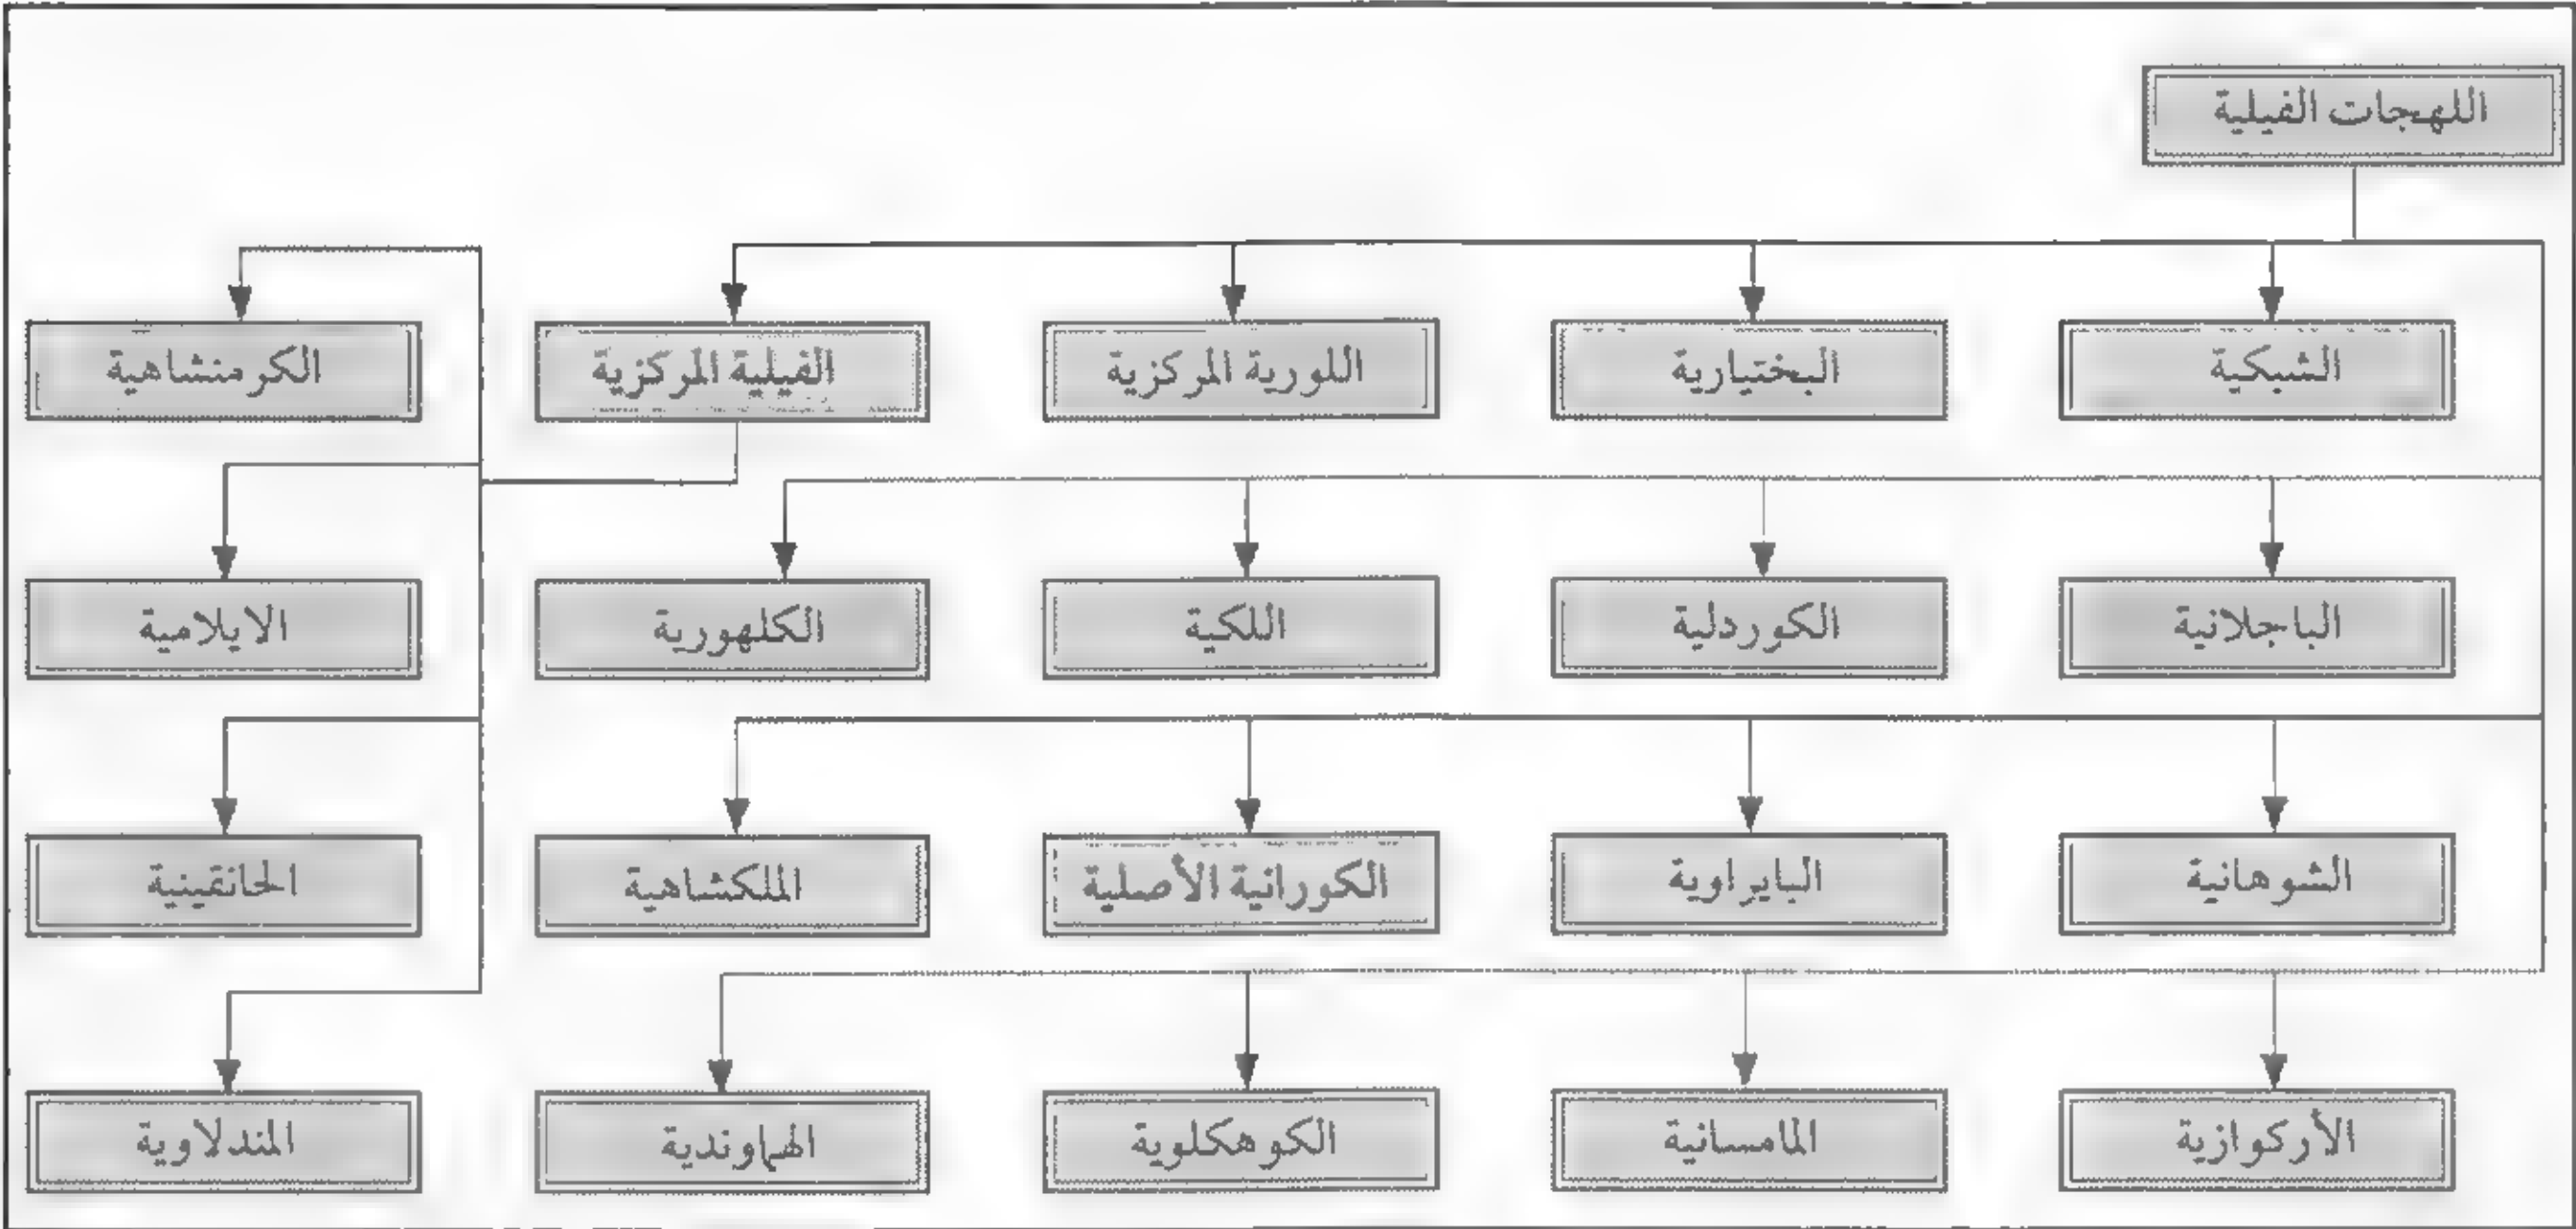 اللهجات الفيلية
الشبكية
البختيارية
اللورية المركزية
الفيلية المركزية
الكرمنشاهية
الباجلانية
الكوردلية
اللكية
الكلهورية
الايلامية
الشوهانية
البايراوية
الكورانية الأصلية
الملكشاهية
الخانقينية
الأركوازية
المامسانية
الكوهكلوية
الهماوندية
المندلاوية